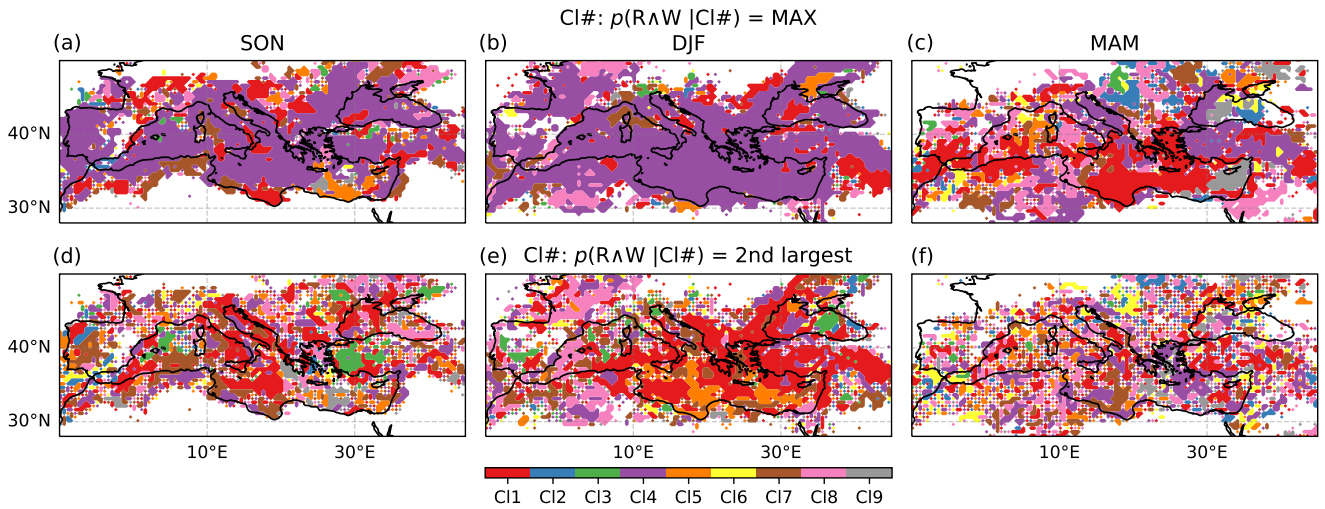 Cl#: p(R∧W |Cl#) = MAX
(a) SON (b) DJF (c) MAM
40°N
30°N
(d) (e) Cl#: p(R∧W |Cl#) = 2nd largest (f)
40°N
30°N
10°E 30°E 10°E 30°E 10°E 30°E
Cl1 Cl2 Cl3 Cl4 Cl5 Cl6 Cl7 Cl8 Cl9